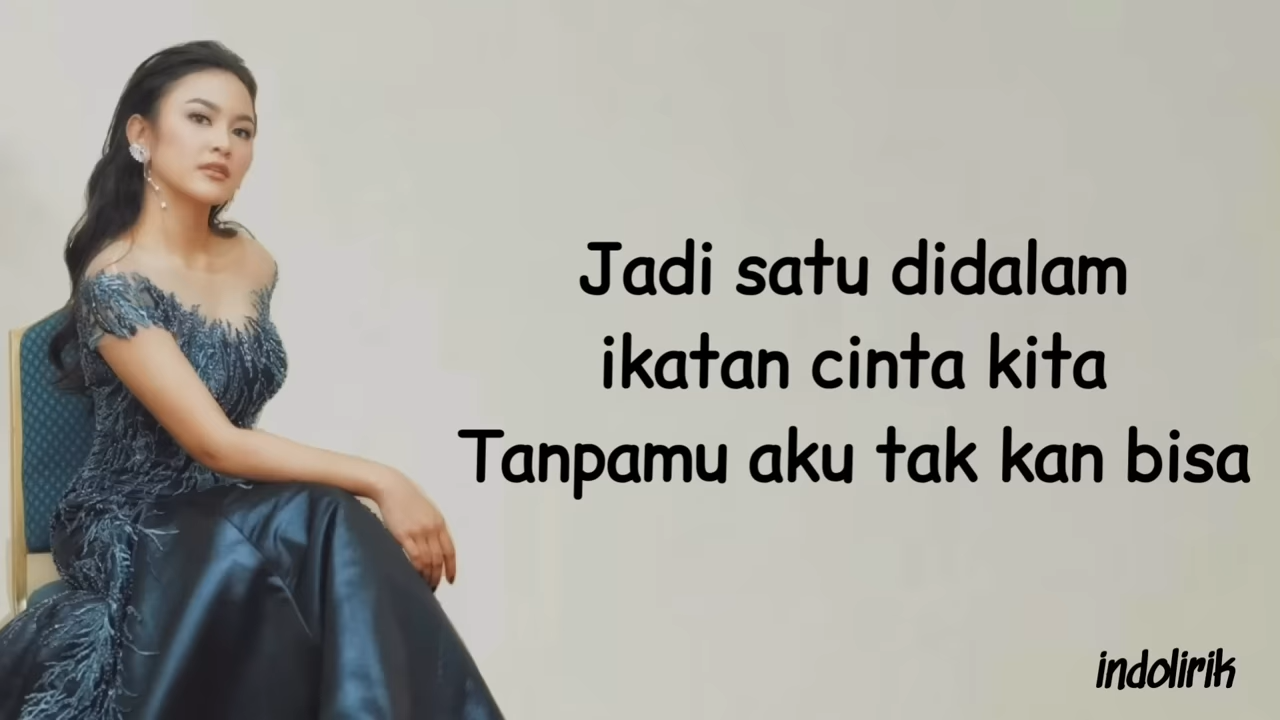 Jadi satu didalam
ikatan cinta kita
Tanpamu aku tak kan bisa
indolirik